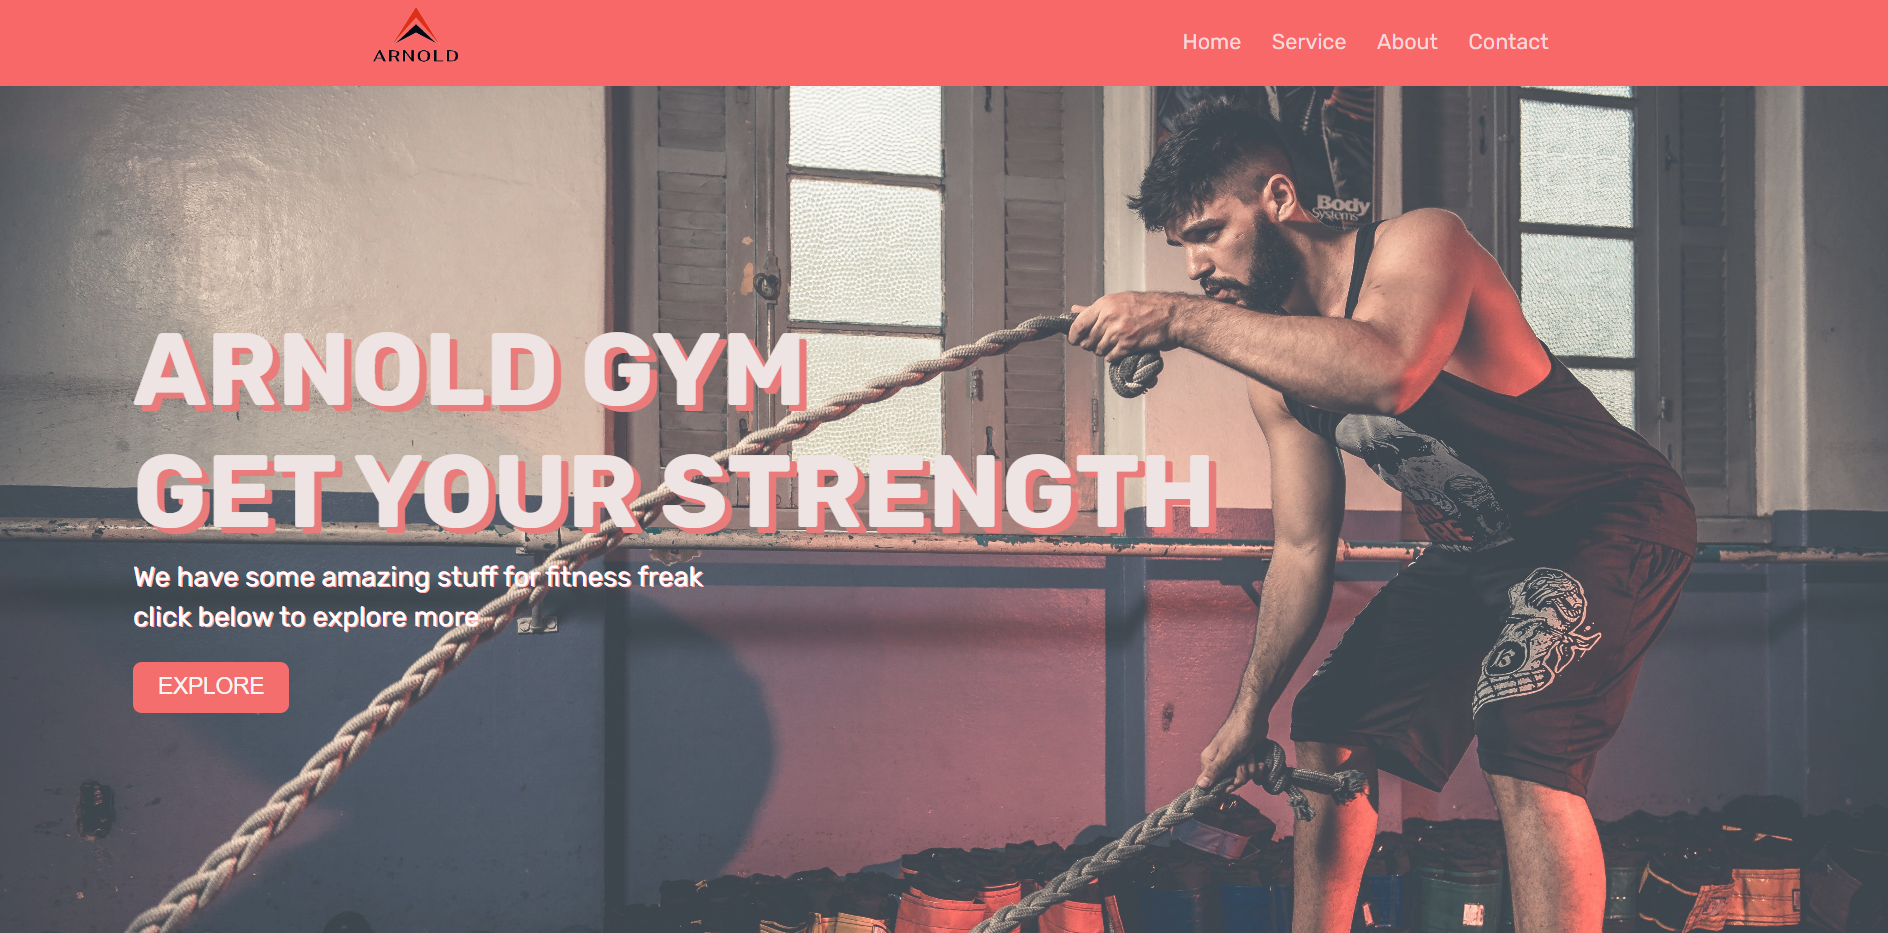 ARNOLD
Home Service About Contact
Body
Systems
ARNOLD GYM
GET YOUR STRENGTH
We have some amazing stuff for fitness freak
click below to explore more
EXPLORE
13